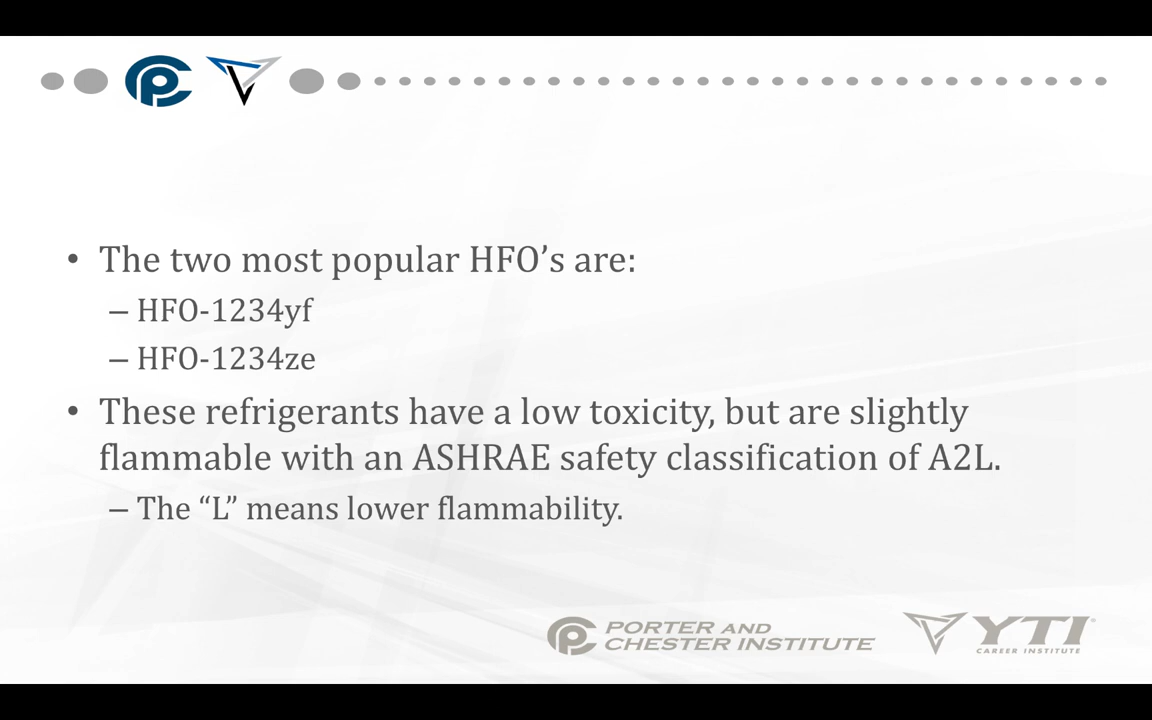 • The two most popular HFO’s are:
– HFO-1234yf
– HFO-1234ze
• These refrigerants have a low toxicity, but are slightly
flammable with an ASHRAE safety classification of A2L.
– The “L” means lower flammability.
PORTER AND
CHESTER INSTITUTE
YTI
CAREER INSTITUTE